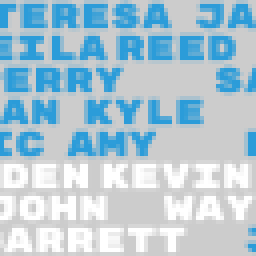 TERESA JA
EILA REED
ERRY SA
AN KYLE
IC AMY
DEN KEVIN
JOHN WAY
ARRETT